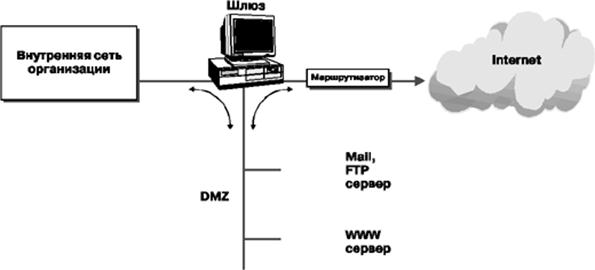 Шлюз
Внутренняя сеть
организации
Маршрутизатор
Internet
Mail,
FTP
сервер
DMZ
WWW
сервер